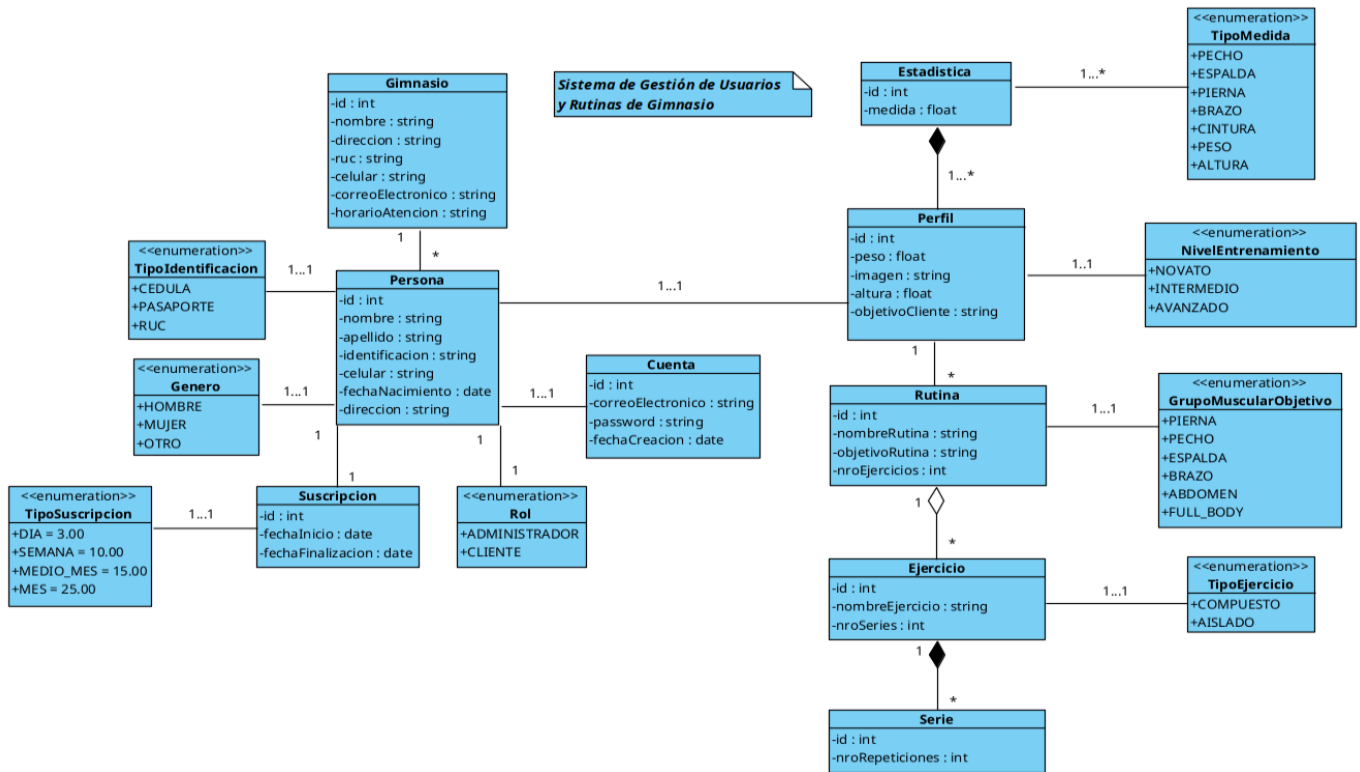 <<enumeration>>
TipoMedida
+PECHO
+ESPALDA
+PIERNA
+BRAZO
+CINTURA
+PESO
+ALTURA
1...*
Estadistica
-id : int
-medida : float
1...*
Sistema de Gestión de Usuarios
y Rutinas de Gimnasio
Gimnasio
-id : int
-nombre : string
-direccion : string
-ruc : string
-celular : string
-correoElectronico : string
-horarioAtencion : string
1
*
<<enumeration>>
TipoIdentificacion
+CEDULA
+PASAPORTE
+RUC
1...1
Persona
-id : int
-nombre : string
-apellido : string
-identificacion : string
-celular : string
-fechaNacimiento : date
-direccion : string
1...1
Perfil
-id : int
-peso : float
-imagen : string
-altura : float
-objetivoCliente : string
1..1
<<enumeration>>
NivelEntrenamiento
+NOVATO
+INTERMEDIO
+AVANZADO
<<enumeration>>
Genero
+HOMBRE
+MUJER
+OTRO
1...1
1...1
Cuenta
-id : int
-correoElectronico : string
-password : string
-fechaCreacion : date
1
*
Rutina
-id : int
-nombreRutina : string
-objetivoRutina : string
-nroEjercicios : int
1...1
<<enumeration>>
GrupoMuscularObjetivo
+PIERNA
+PECHO
+ESPALDA
+BRAZO
+ABDOMEN
+FULL_BODY
1
1
1
1
<<enumeration>>
TipoSuscripcion
+DIA = 3.00
+SEMANA = 10.00
+MEDIO_MES = 15.00
+MES = 25.00
1...1
Suscripcion
-id : int
-fechaInicio : date
-fechaFinalizacion : date
<<enumeration>>
Rol
+ADMINISTRADOR
+CLIENTE
1
*
Ejercicio
-id : int
-nombreEjercicio : string
-nroSeries : int
1...1
<<enumeration>>
TipoEjercicio
+COMPUESTO
+AISLADO
1
*
Serie
-id : int
-nroRepeticiones : int